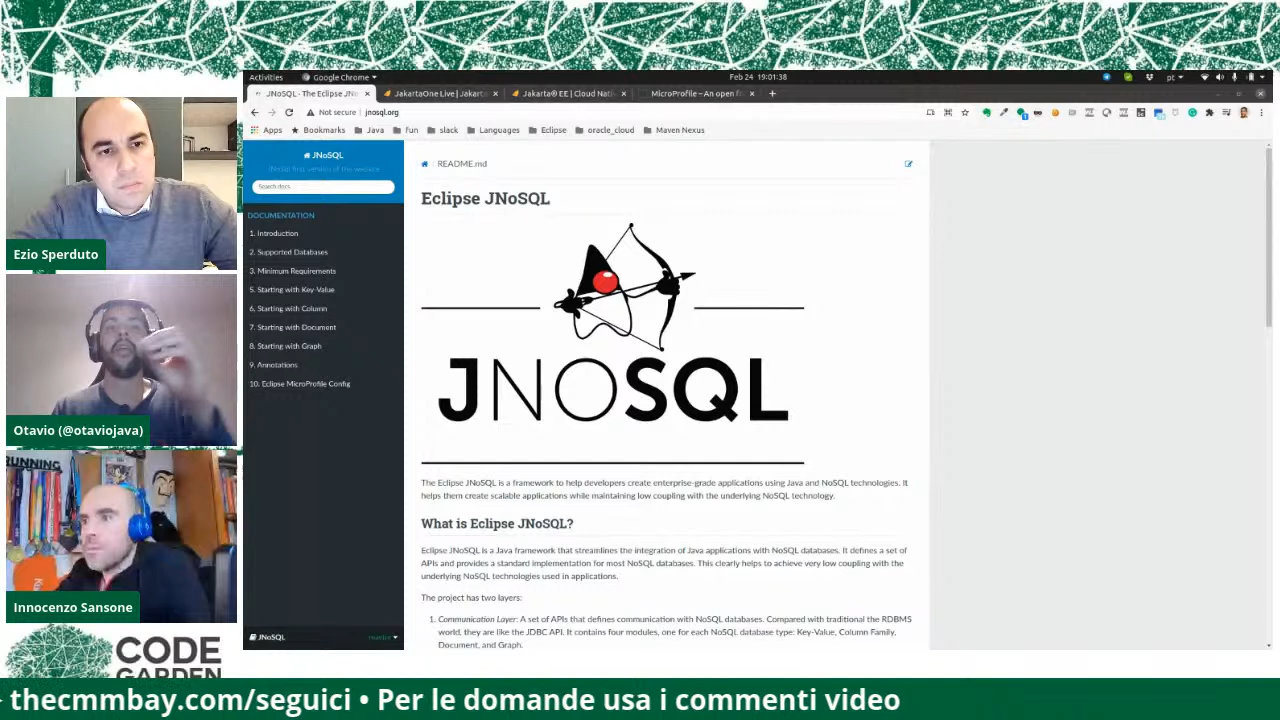 Activities
Google Chrome
Feb 24 19:01:38
pt
JNoSQL - The Eclipse JNo
JakartaOne Live | Jakarta
Jakarta® EE | Cloud Nati
MicroProfile – An open f
Not secure | jnosql.org
Apps
Bookmarks
Java
fun
slack
Languages
Eclipse
oracle_cloud
Maven Nexus
JNoSQL
JNoSql first version of the website
Search docs
DOCUMENTATION
1. Introduction
2. Supported Databases
3. Minimum Requirements
5. Starting with Key-Value
6. Starting with Column
7. Starting with Document
8. Starting with Graph
9. Annotations
10. Eclipse MicroProfile Config
JNoSQL
README.md
Eclipse JNoSQL
JNOSQL
The Eclipse JNoSQL is a framework to help developers create enterprise-grade applications using Java and NoSQL technologies. It
helps them create scalable applications while maintaining low coupling with the underlying NoSQL technology.
What is Eclipse JNoSQL?
Eclipse JNoSQL is a Java framework that streamlines the integration of Java applications with NoSQL databases. It defines a set of
APIs and provides a standard implementation for most NoSQL databases. This clearly helps to achieve very low coupling with the
underlying NoSQL technologies used in applications.
The project has two layers:
1. Communication Layer: A set of APIs that defines communication with NoSQL databases. Compared with traditional the RDBMS
world, they are like the JDBC API. It contains four modules, one for each NoSQL database type: Key-Value, Column Family,
Document, and Graph.
Ezio Sperduto
Otavio (@otaviojava)
RUNNING
Innocenzo Sansone
CODE
GARDEN
thecmmbay.com/seguici • Per le domande usa i commenti video